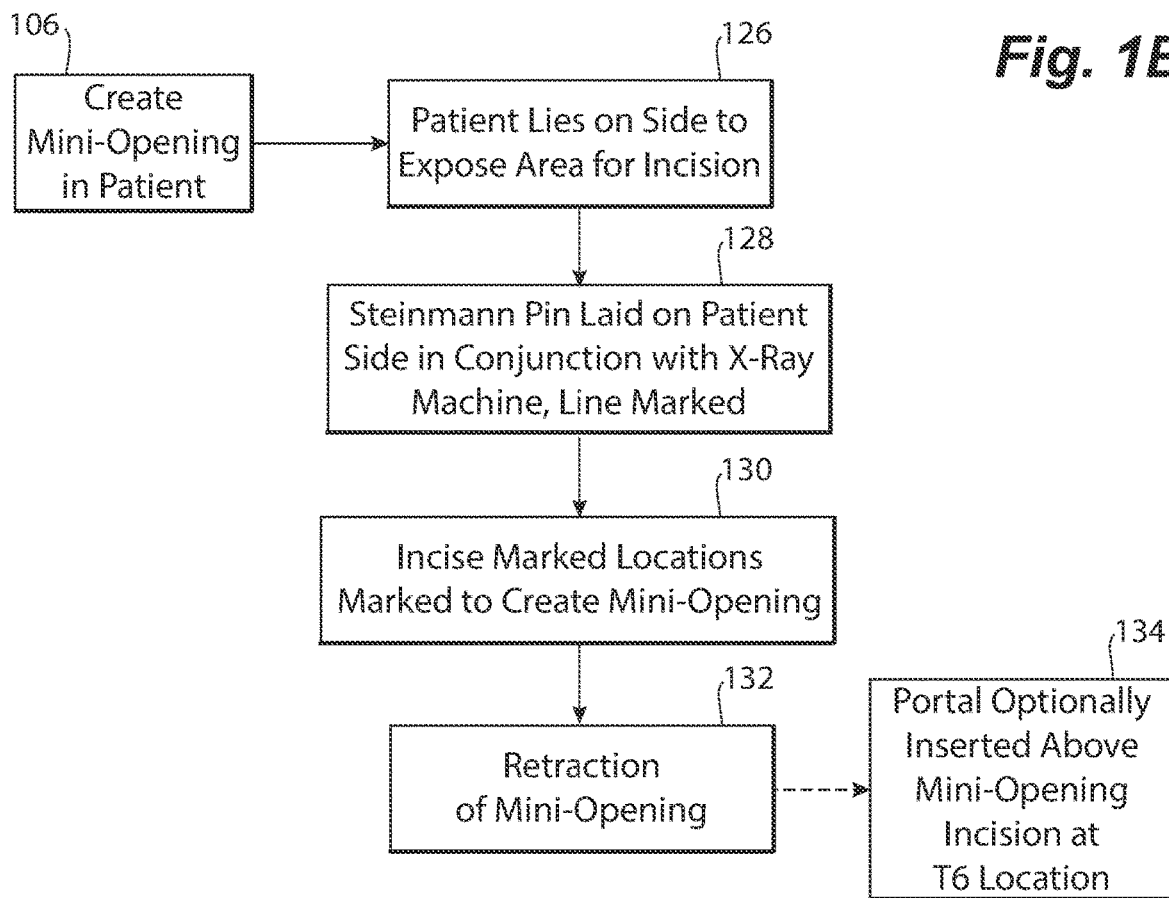 106
Create
Mini-Opening
in Patient
126
Patient Lies on Side to
Expose Area for Incision
Fig. 1B
128
Steinmann Pin Laid on Patient
Side in Conjunction with X-Ray
Machine, Line Marked
130
Incise Marked Locations
Marked to Create Mini-Opening
132
Retraction
of Mini-Opening
134
Portal Optionally
Inserted Above
Mini-Opening
Incision at
T6 Location